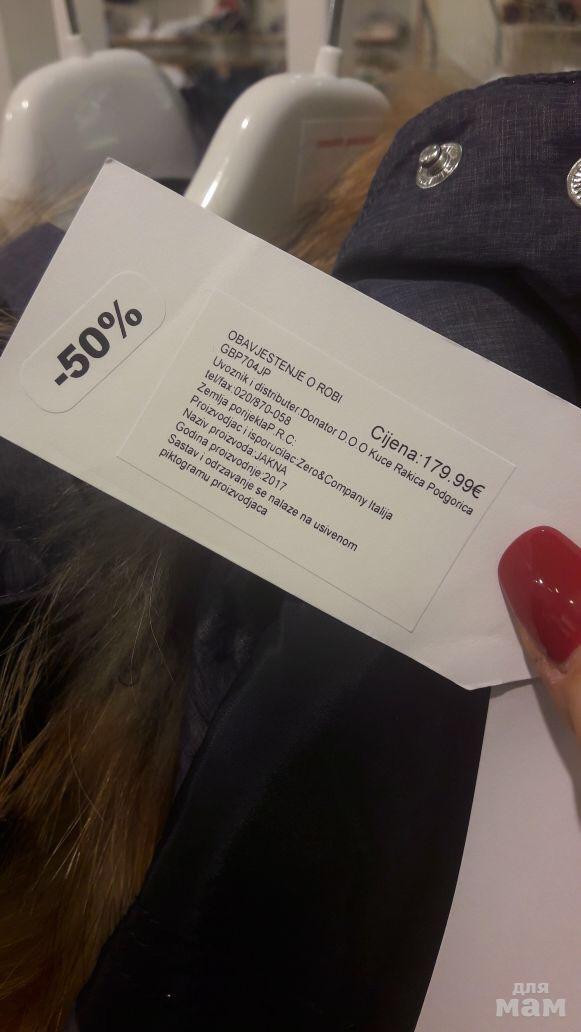 -50%
OBAVJESTENJE O ROBI
GBP704JP
Cijena:179.99€
Uvoznik i distributer:Donator D.O.O Kuce Rakica Podgorica
tel/fax:020/870-058
Zemlja porijeklaP.R.C:
Proizvodjac i isporucilac:Zero&Company Italija
Naziv proizvoda:JAKNA
Godina proizvodnje:2017
Sastav i odrzavanje se nalaze na usivenom
piktogramu proizvodjaca
для
мам